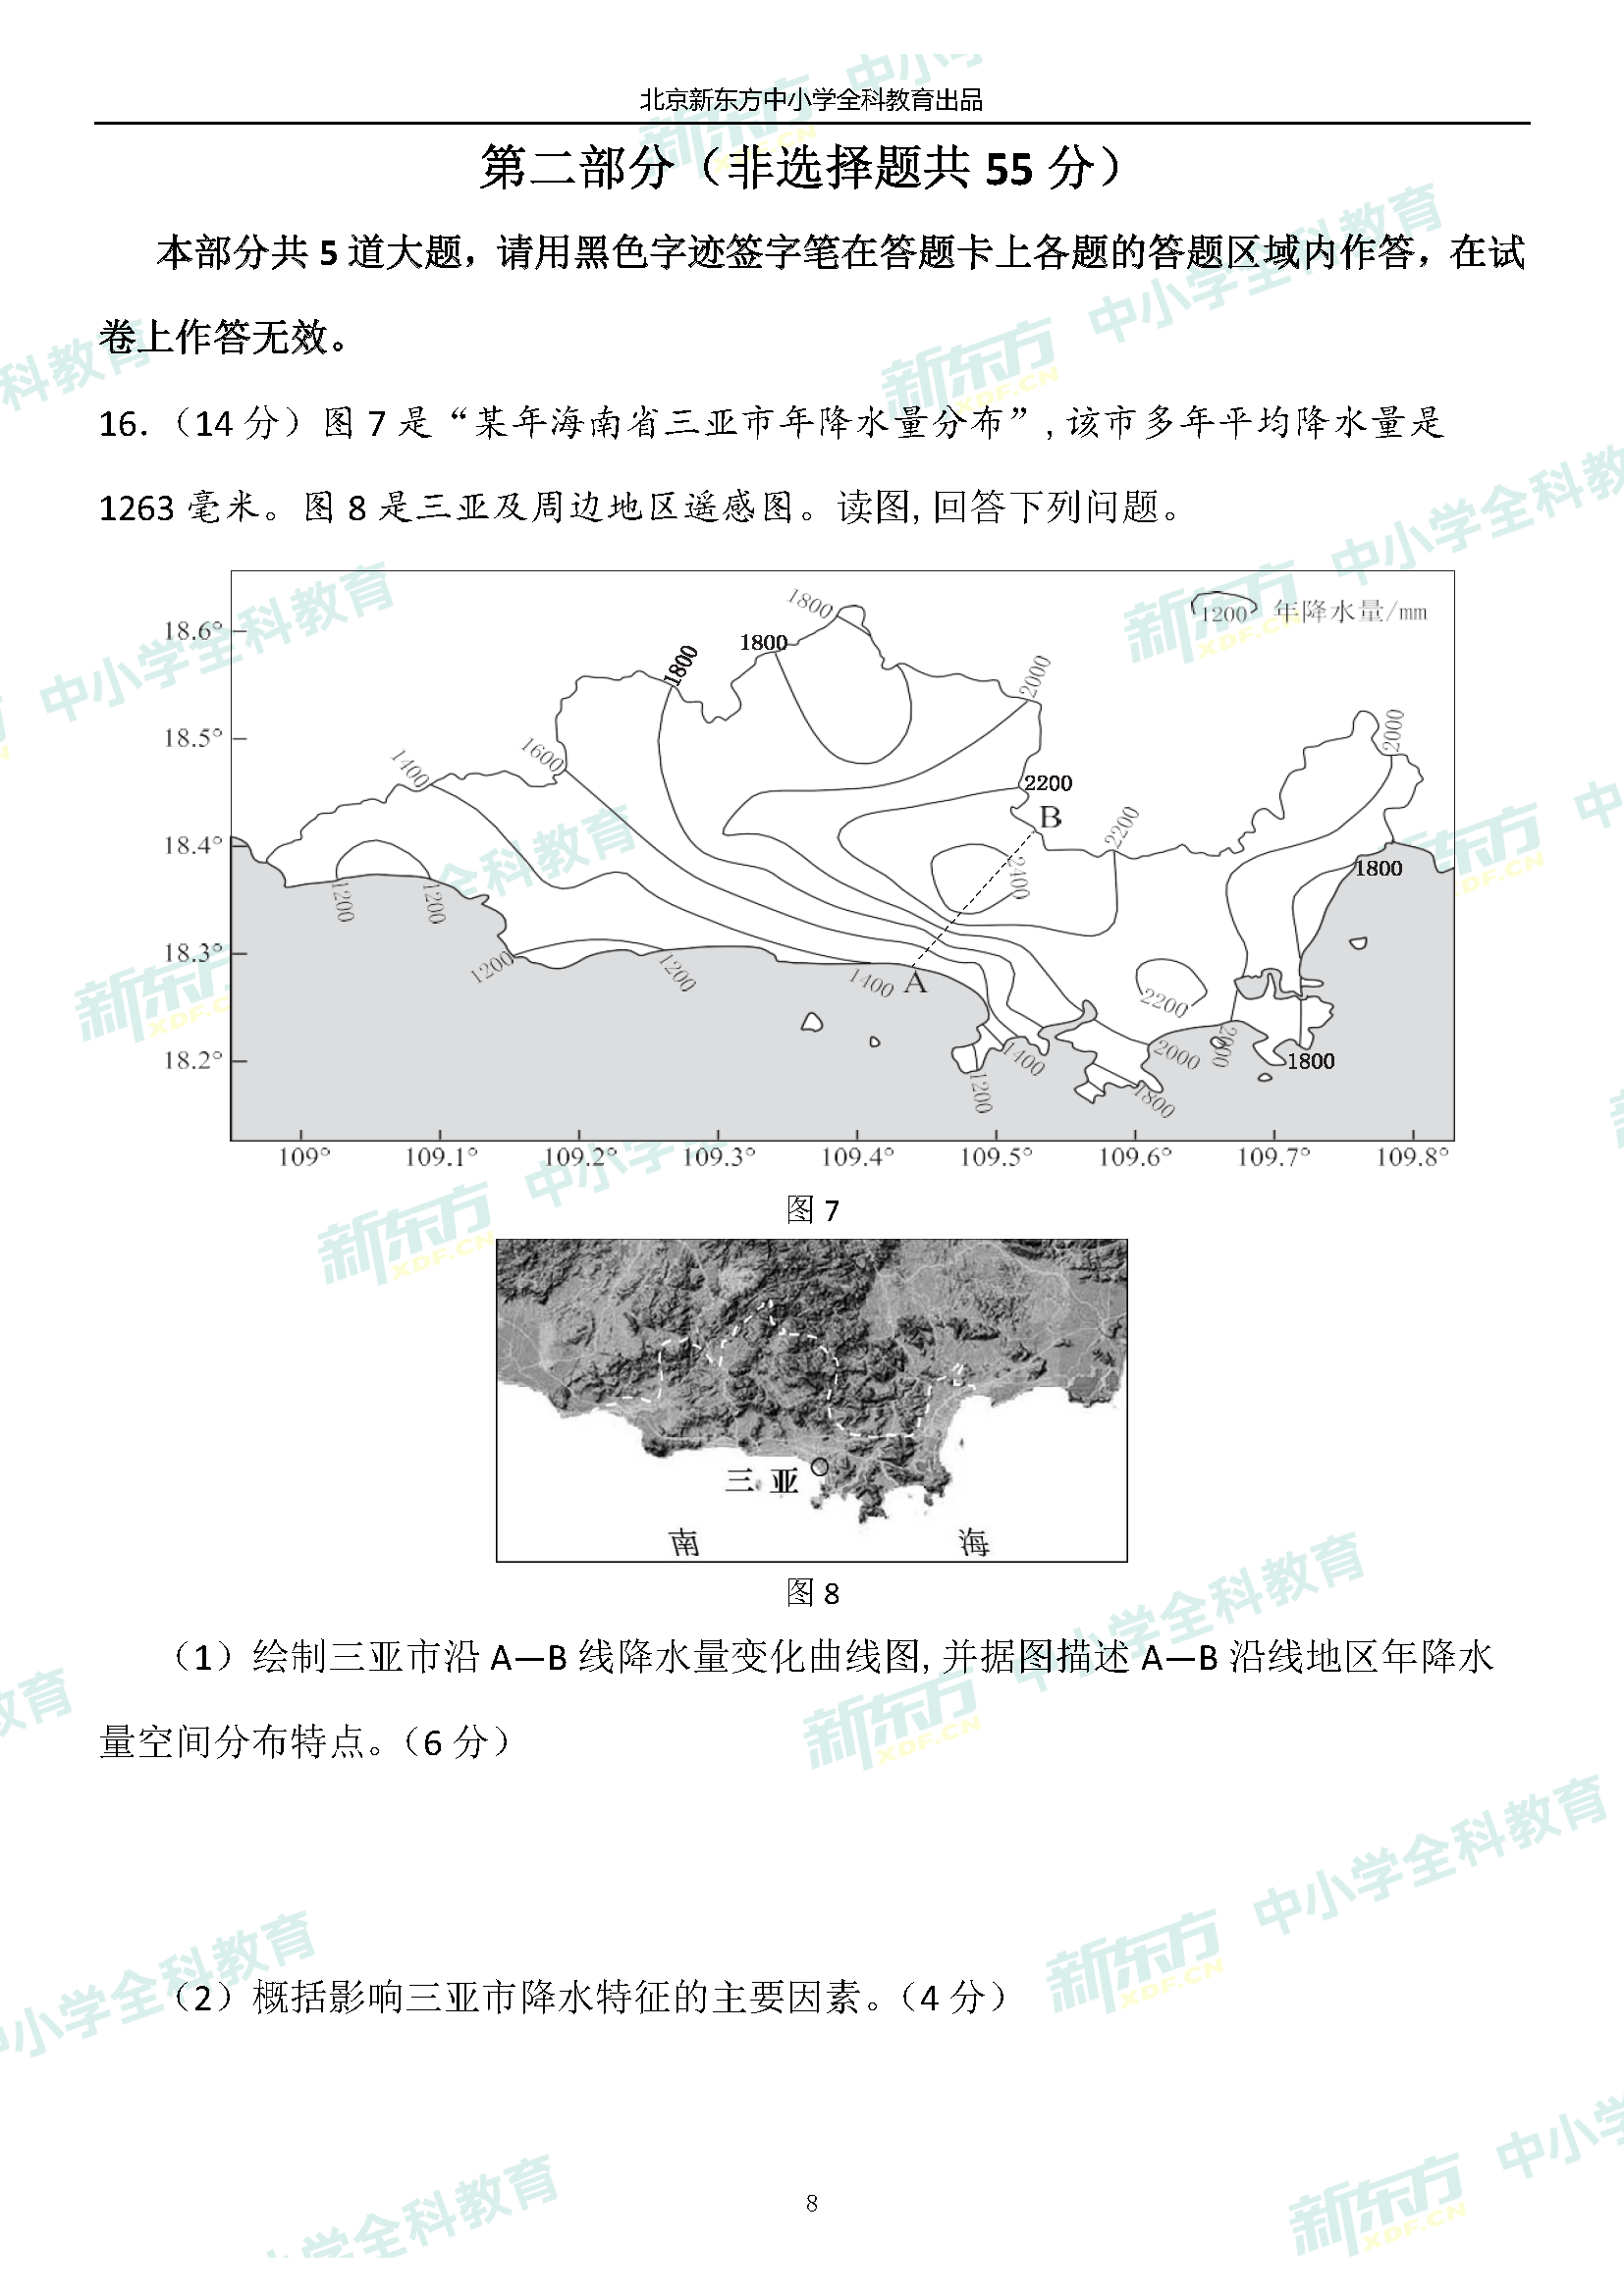 北京新东方中小学全科教育出品
第二部分（非选择题共 55 分）
本部分共 5 道大题，请用黑色字迹签字笔在答题卡上各题的答题区域内作答，在试
卷上作答无效。
16.（14 分）图 7 是“某年海南省三亚市年降水量分布”,该市多年平均降水量是
1263 毫米。图 8 是三亚及周边地区遥感图。读图,回答下列问题。
1200 年降水量/mm
18.6°
18.5°
18.4°
18.3°
18.2°
1800
1800
1800
2000
2000
1400
1600
2200
B
2200
2400
1800
1200
1200
1200
1200
1400
A
2200
1400
1200
2000
2000
1800
1800
109°
109.1°
109.2°
109.3°
109.4°
109.5°
109.6°
109.7°
109.8°
图 7
三亚
南 海
图 8
（1）绘制三亚市沿 A—B 线降水量变化曲线图,并据图描述 A—B 沿线地区年降水
量空间分布特点。（6 分）
（2）概括影响三亚市降水特征的主要因素。（4 分）
8
新东方 XDF.CN 中小学全科教育